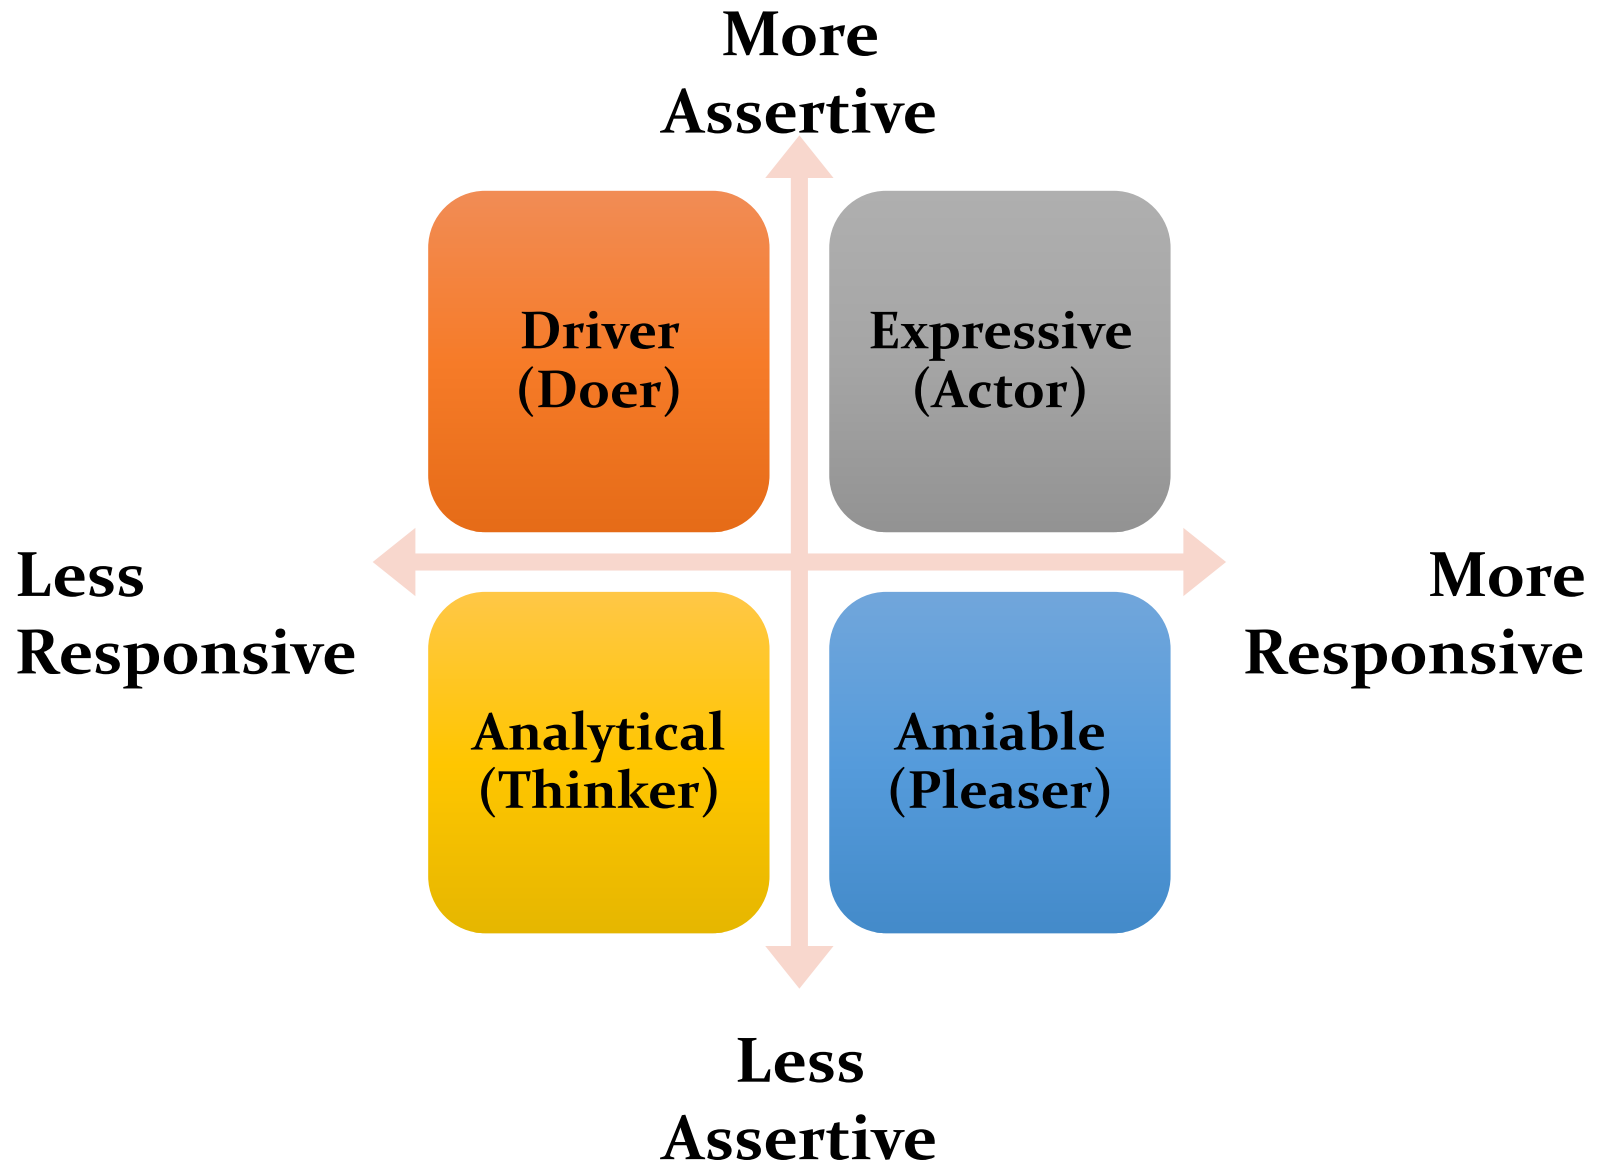 More
Assertive
Driver
(Doer)
Expressive
(Actor)
Less
Responsive
More
Responsive
Analytical
(Thinker)
Amiable
(Pleaser)
Less
Assertive